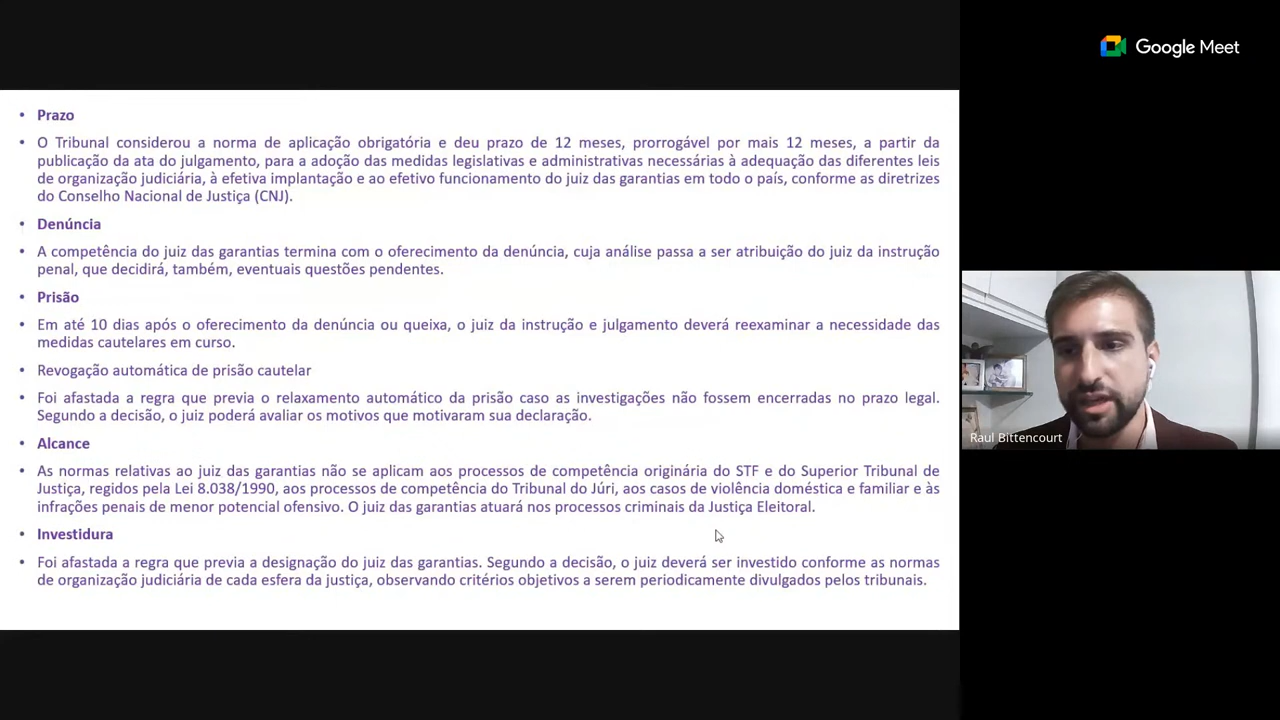 Google Meet
• Prazo
• O Tribunal considerou a norma de aplicação obrigatória e deu prazo de 12 meses, prorrogável por mais 12 meses, a partir da
publicação da ata do julgamento, para a adoção das medidas legislativas e administrativas necessárias à adequação das diferentes leis
de organização judiciária, à efetiva implantação e ao efetivo funcionamento do juiz das garantias em todo o país, conforme as diretrizes
do Conselho Nacional de Justiça (CNJ).
• Denúncia
• A competência do juiz das garantias termina com o oferecimento da denúncia, cuja análise passa a ser atribuição do juiz da instrução
penal, que decidirá, também, eventuais questões pendentes.
• Prisão
• Em até 10 dias após o oferecimento da denúncia ou queixa, o juiz da instrução e julgamento deverá reexaminar a necessidade das
medidas cautelares em curso.
• Revogação automática de prisão cautelar
• Foi afastada a regra que previa o relaxamento automático da prisão caso as investigações não fossem encerradas no prazo legal.
Segundo a decisão, o juiz poderá avaliar os motivos que motivaram sua declaração.
• Alcance
• As normas relativas ao juiz das garantias não se aplicam aos processos de competência originária do STF e do Superior Tribunal de
Justiça, regidos pela Lei 8.038/1990, aos processos de competência do Tribunal do Júri, aos casos de violência doméstica e familiar e às
infrações penais de menor potencial ofensivo. O juiz das garantias atuará nos processos criminais da Justiça Eleitoral.
• Investidura
• Foi afastada a regra que previa a designação do juiz das garantias. Segundo a decisão, o juiz deverá ser investido conforme as normas
de organização judiciária de cada esfera da justiça, observando critérios objetivos a serem periodicamente divulgados pelos tribunais.
Raul Bittencourt